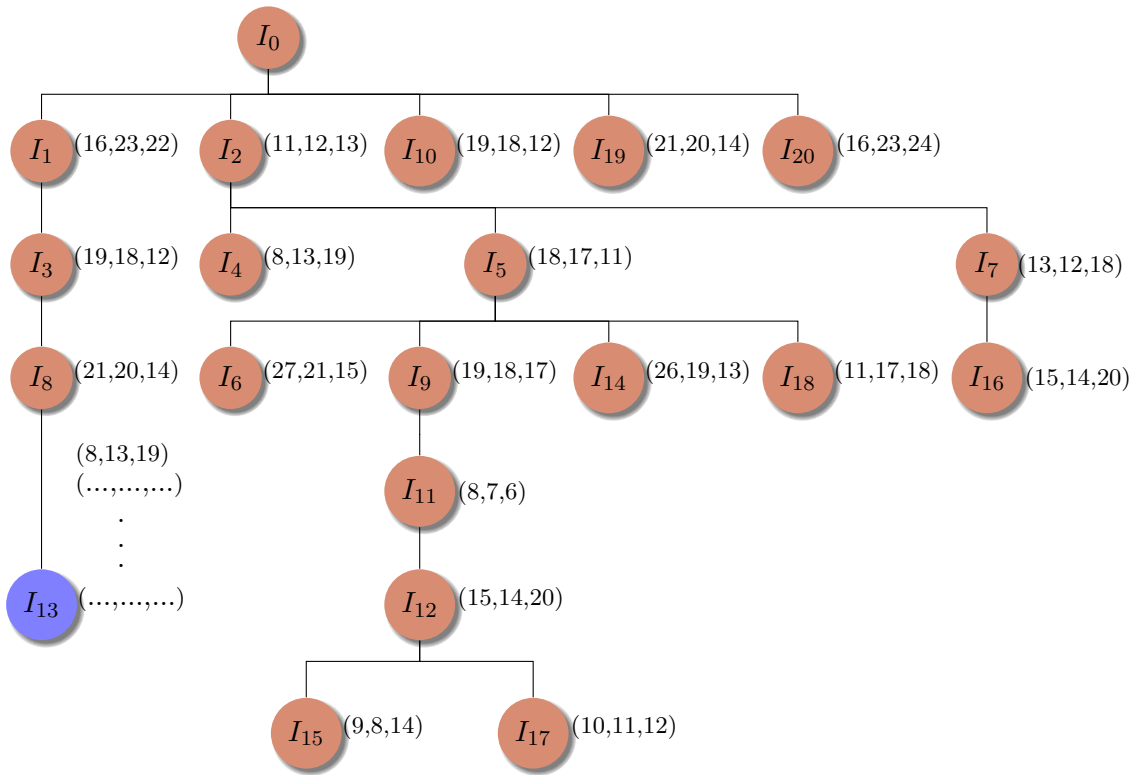 I₀
I₁ (16,23,22) I₂ (11,12,13) I₁₀ (19,18,12) I₁₉ (21,20,14) I₂₀ (16,23,24)
I₃ (19,18,12) I₄ (8,13,19) I₅ (18,17,11) I₇ (13,12,18)
I₈ (21,20,14) I₆ (27,21,15) I₉ (19,18,17) I₁₄ (26,19,13) I₁₈ (11,17,18) I₁₆ (15,14,20)
(8,13,19)
(...,...,...)
I₁₁ (8,7,6)
.
.
.
I₁₃ (...,...,...) I₁₂ (15,14,20)
I₁₅ (9,8,14) I₁₇ (10,11,12)